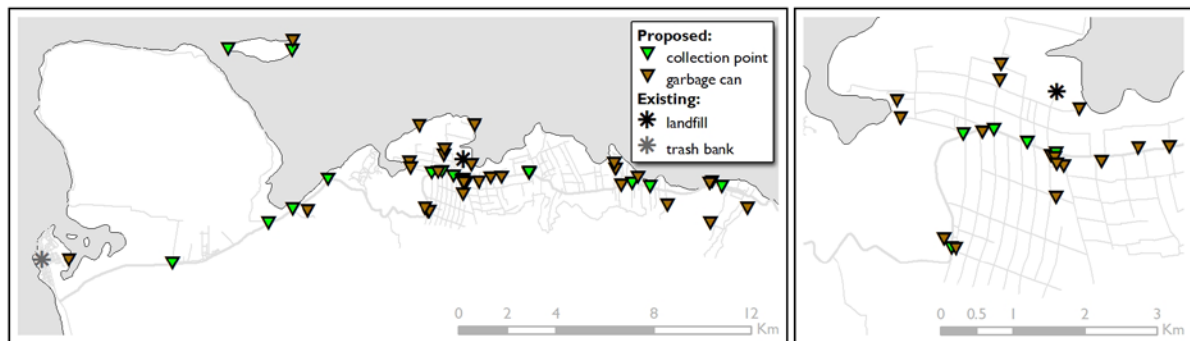 Proposed:
collection point
garbage can
Existing:
landfill
trash bank
0 2 4 8 12
Km
0 0.5 1 2 3
Km